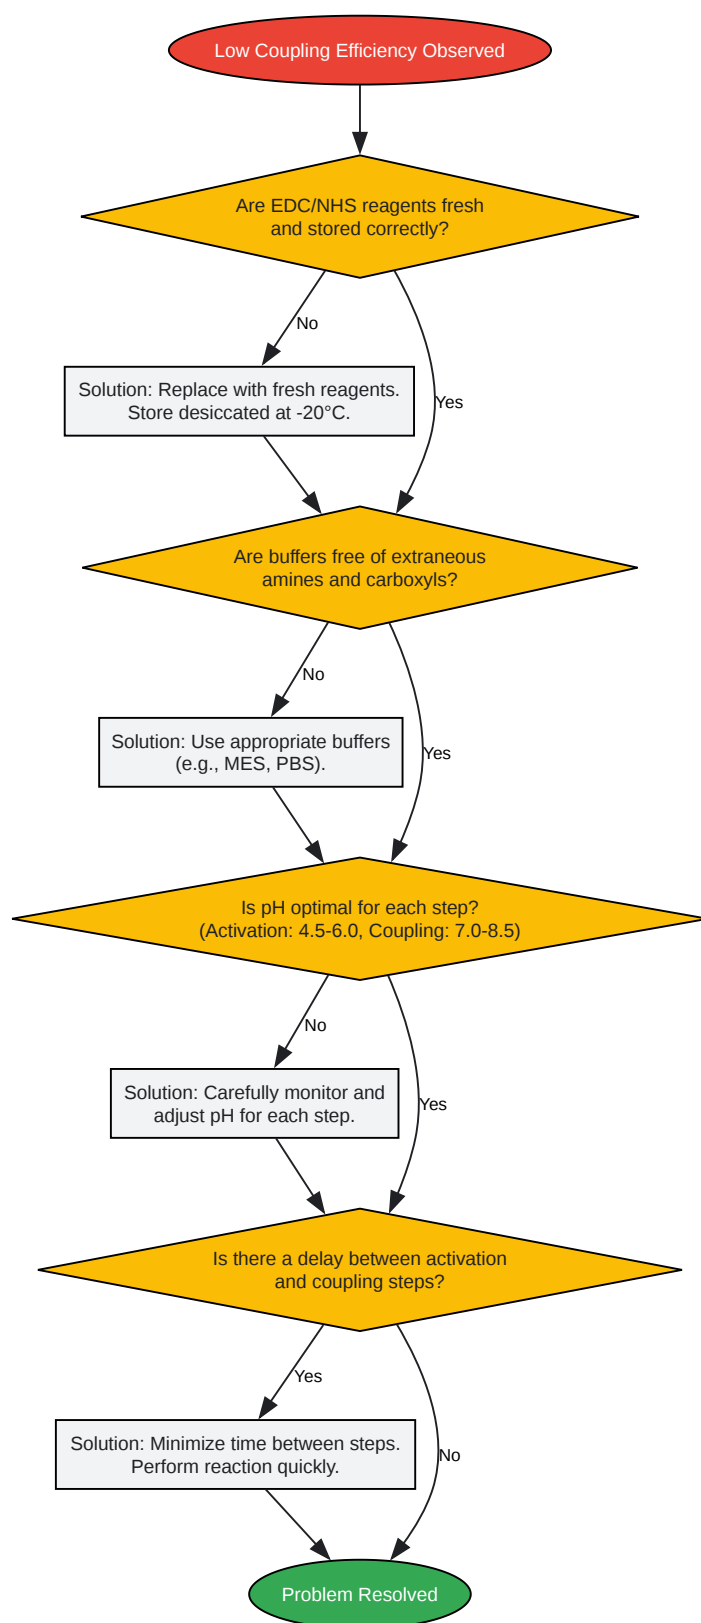 Low Coupling Efficiency Observed
Are EDC/NHS reagents fresh
and stored correctly?
No
Solution: Replace with fresh reagents.
Store desiccated at -20°C.
Yes
Are buffers free of extraneous
amines and carboxyls?
No
Solution: Use appropriate buffers
(e.g., MES, PBS).
Yes
Is pH optimal for each step?
(Activation: 4.5-6.0, Coupling: 7.0-8.5)
No
Solution: Carefully monitor and
adjust pH for each step.
Yes
Is there a delay between activation
and coupling steps?
Yes
Solution: Minimize time between steps.
Perform reaction quickly.
No
Problem Resolved